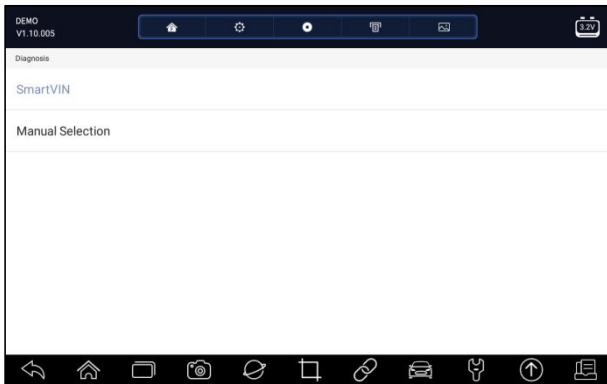 DEMO
V1.10.005
3.2V
Diagnosis
SmartVIN
Manual Selection